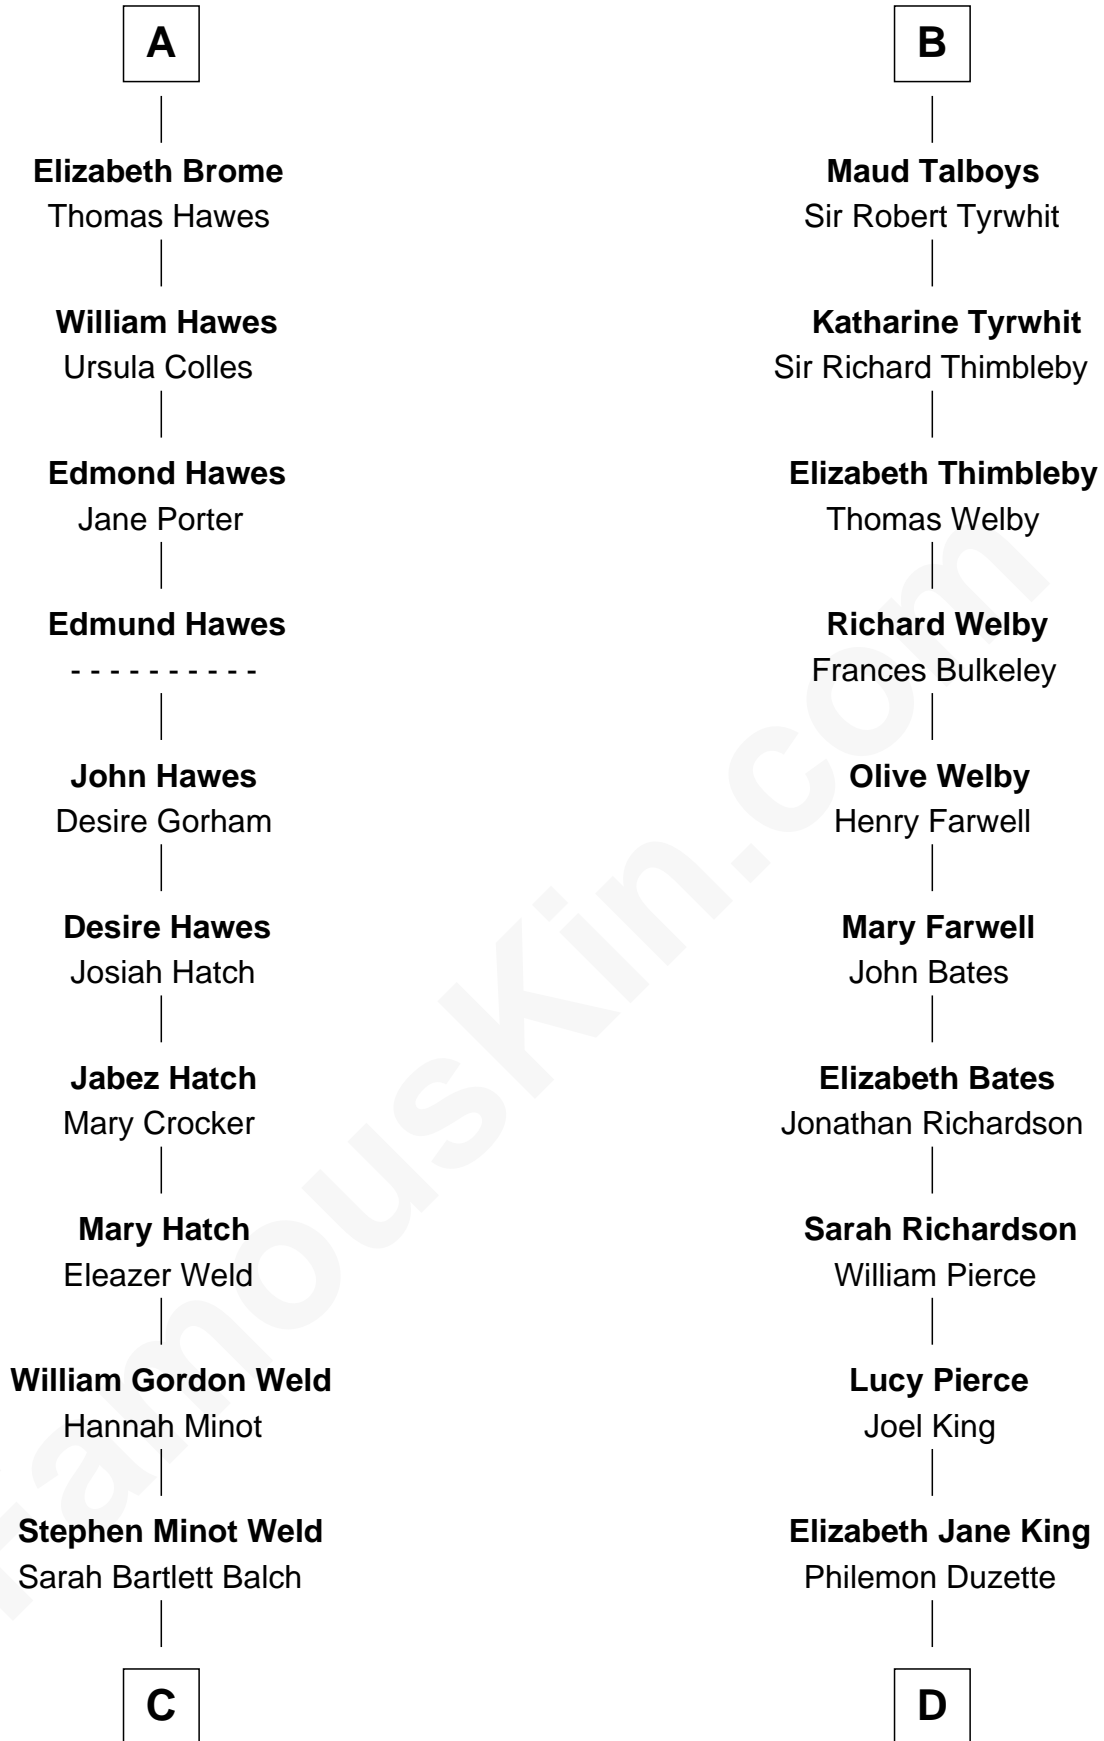 A
Elizabeth Brome
Thomas Hawes
William Hawes
Ursula Colles
Edmond Hawes
Jane Porter
Edmund Hawes
- - - - - - - - - -
John Hawes
Desire Gorham
Desire Hawes
Josiah Hatch
Jabez Hatch
Mary Crocker
Mary Hatch
Eleazer Weld
William Gordon Weld
Hannah Minot
Stephen Minot Weld
Sarah Bartlett Balch
C
B
Maud Talboys
Sir Robert Tyrwhit
Katharine Tyrwhit
Sir Richard Thimbleby
Elizabeth Thimbleby
Thomas Welby
Richard Welby
Frances Bulkeley
Olive Welby
Henry Farwell
Mary Farwell
John Bates
Elizabeth Bates
Jonathan Richardson
Sarah Richardson
William Pierce
Lucy Pierce
Joel King
Elizabeth Jane King
Philemon Duzette
D
FamousKin.com